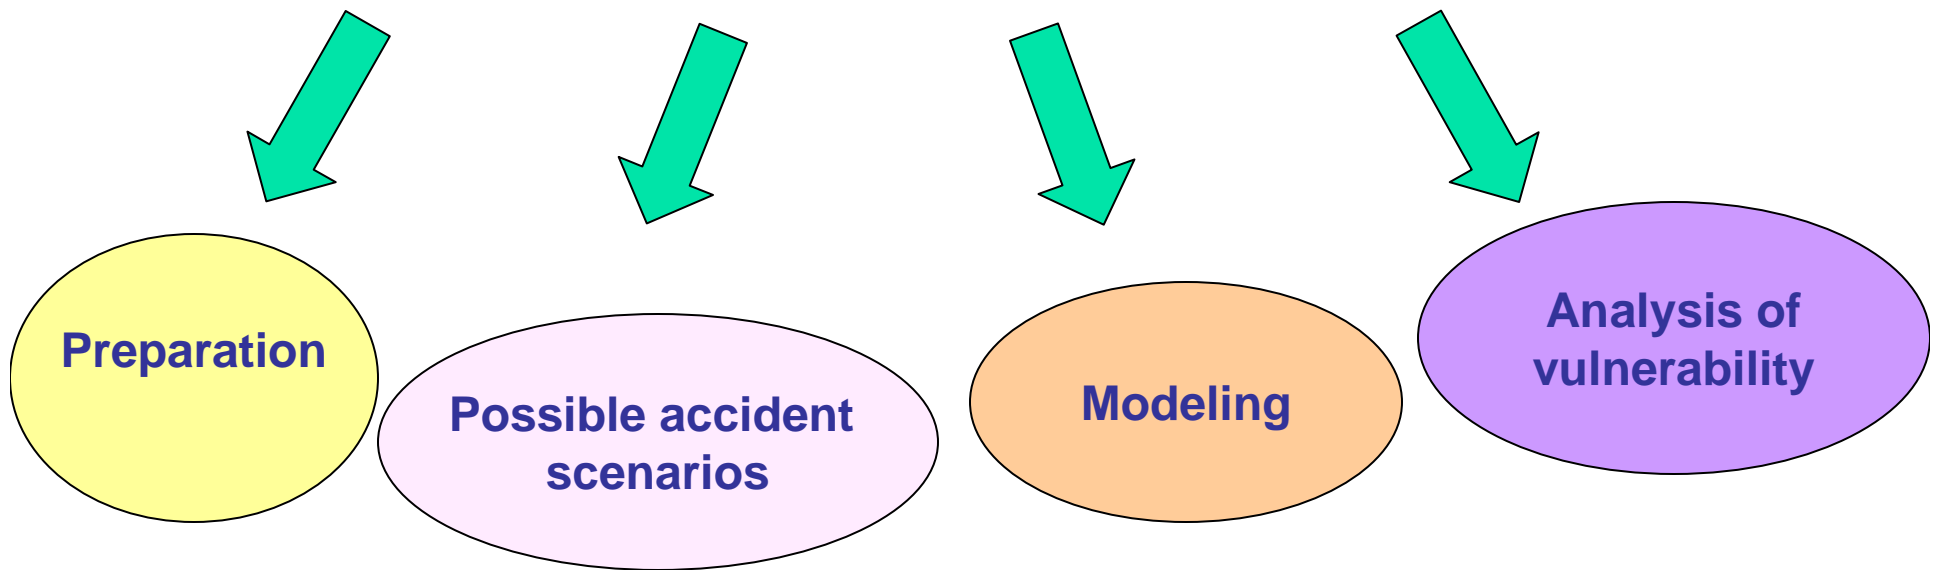 Preparation
Possible accident
scenarios
Modeling
Analysis of
vulnerability